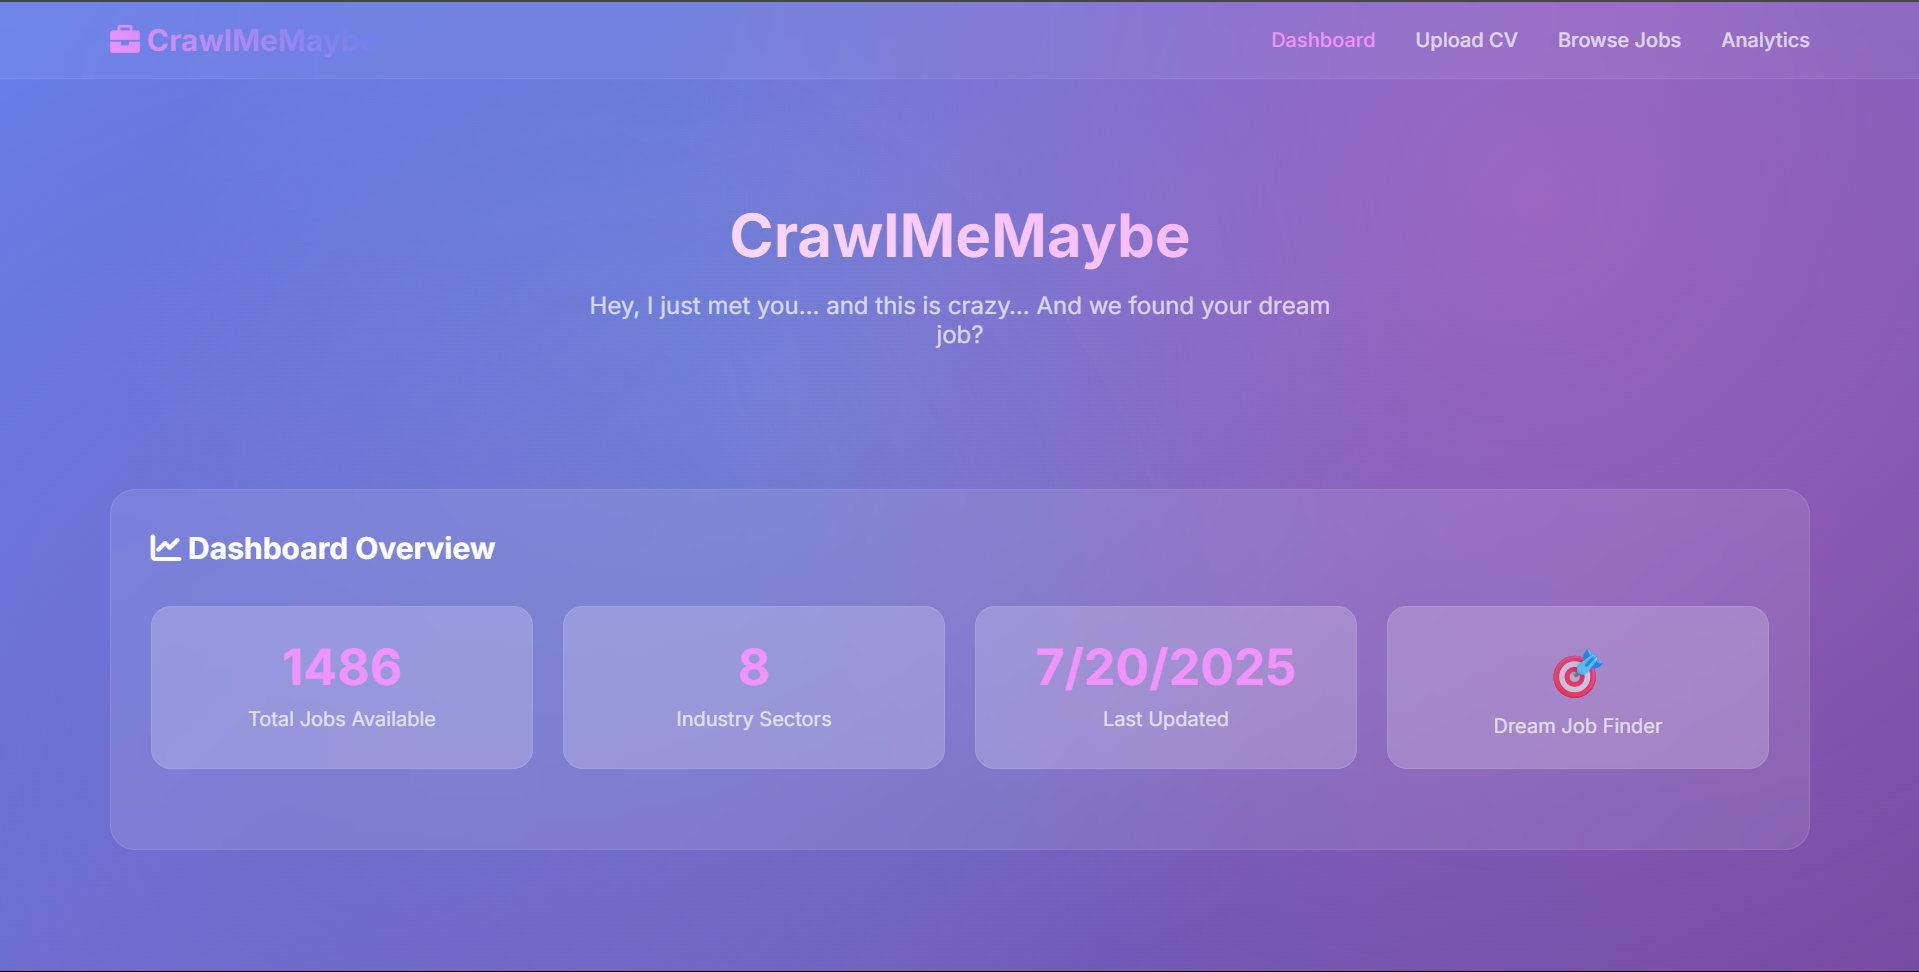 CrawlMeMaybe
Dashboard
Upload CV
Browse Jobs
Analytics
CrawlMeMaybe
Hey, I just met you... and this is crazy... And we found your dream
job?
Dashboard Overview
1486
Total Jobs Available
8
Industry Sectors
7/20/2025
Last Updated
Dream Job Finder